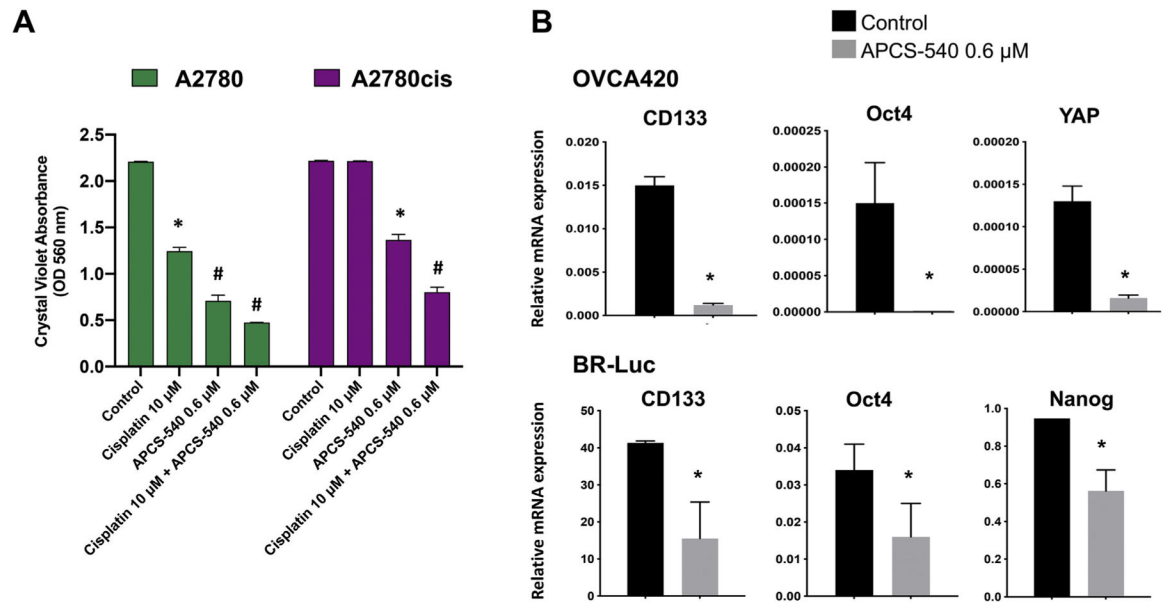 A
A2780
A2780cis
Crystal Violet Absorbance
(OD 560 nm)
2.5
2.0
1.5
1.0
0.5
0.0
*
#
#
*
#
Control
Cisplatin 10 μM
APCS-540 0.6 μM
Cisplatin 10 μM + APCS-540 0.6 μM
Control
Cisplatin 10 μM
APCS-540 0.6 μM
Cisplatin 10 μM + APCS-540 0.6 μM
B
Control
APCS-540 0.6 μM
OVCA420
CD133
Relative mRNA expression
0.020
0.015
0.010
0.005
0.000
*
Oct4
0.00025
0.00020
0.00015
0.00010
0.00005
0.00000
*
YAP
0.00020
0.00015
0.00010
0.00005
0.00000
*
BR-Luc
CD133
Relative mRNA expression
50
40
30
20
10
0
*
Oct4
0.05
0.04
0.03
0.02
0.01
0.00
*
Nanog
1.0
0.8
0.6
0.4
0.2
0.0
*